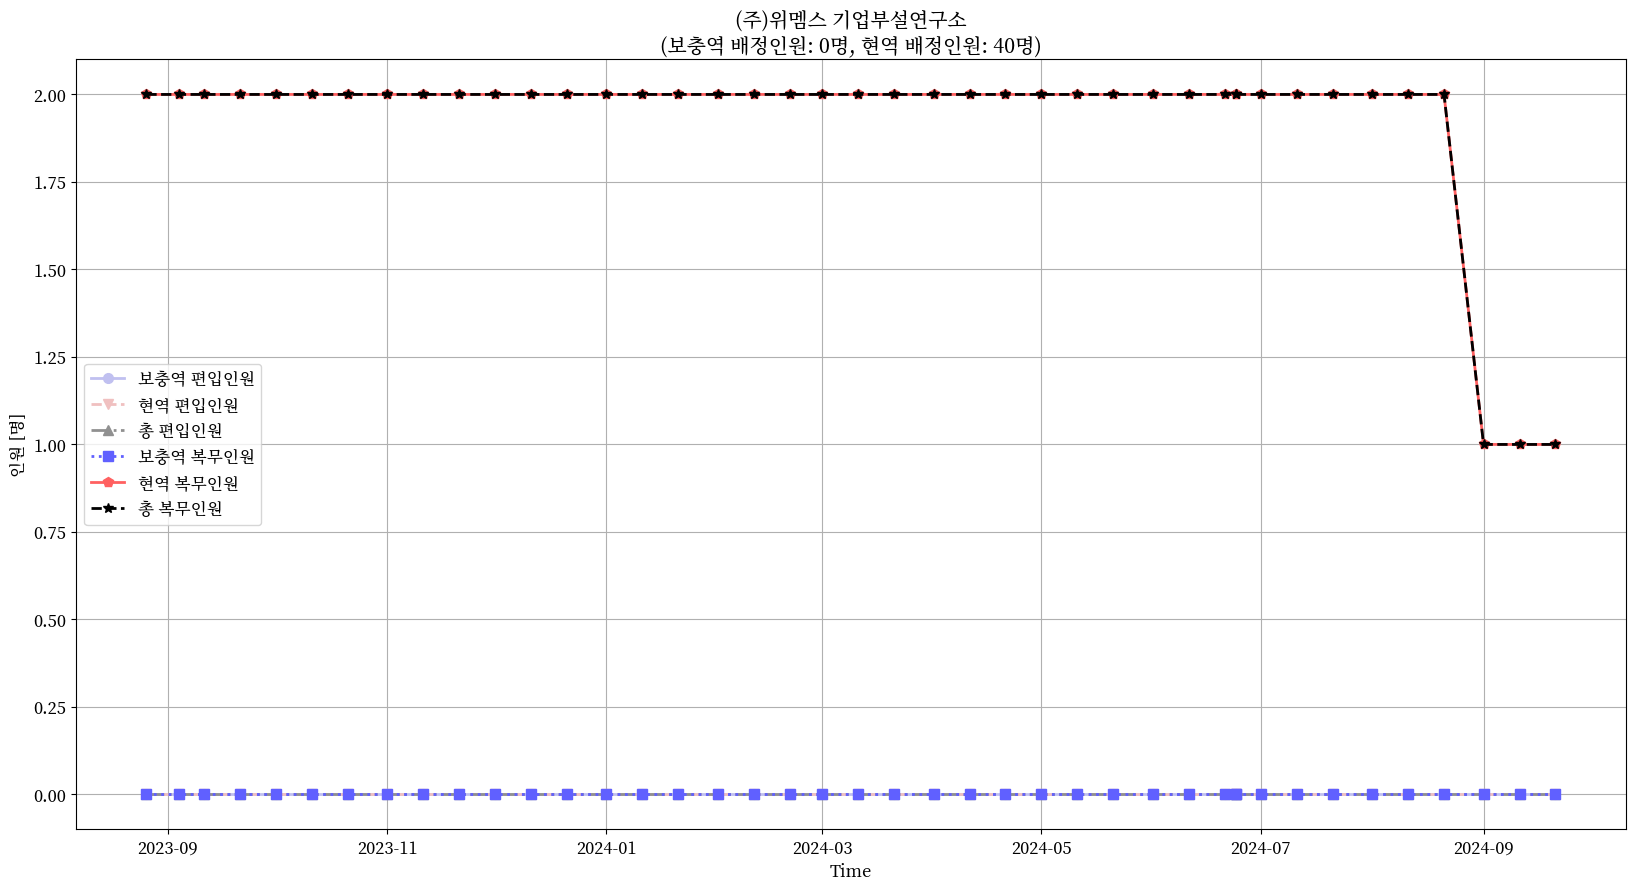 (주)위멤스 기업부설연구소
(보충역 배정인원: 0명, 현역 배정인원: 40명)
인원 [명]
2.00
1.75
1.50
1.25
1.00
0.75
0.50
0.25
0.00
보충역 편입인원
현역 편입인원
총 편입인원
보충역 복무인원
현역 복무인원
총 복무인원
2023-09 2023-11 2024-01 2024-03 2024-05 2024-07 2024-09
Time